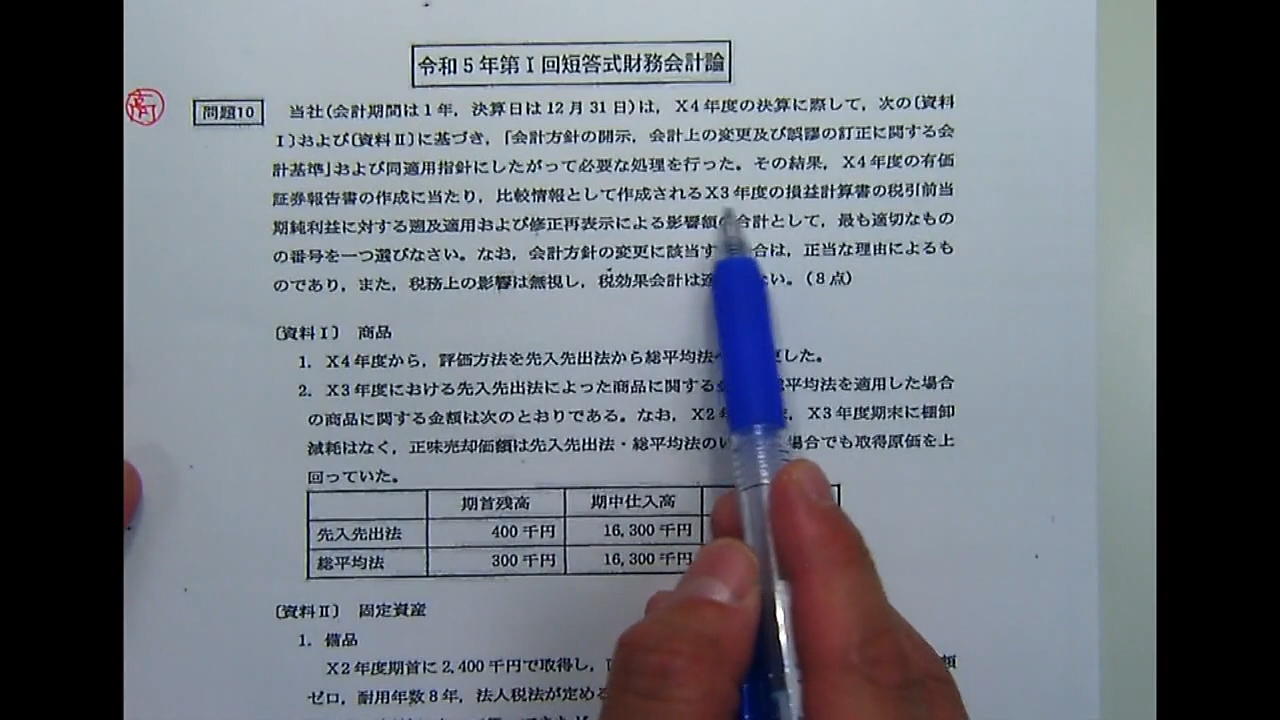 令和5年第Ⅰ回短答式財務会計論
問題10 当社(会計期間は1年，決算日は12月31日)は，X4年度の決算に際して，次の〔資料
Ⅰ〕および〔資料Ⅱ〕に基づき，「会計方針の開示，会計上の変更及び誤謬の訂正に関する会
計基準」および同適用指針にしたがって必要な処理を行った。その結果，X4年度の有価
証券報告書の作成に当たり，比較情報として作成されるX3年度の損益計算書の税引前当
期純利益に対する遡及適用および修正再表示による影響額の合計として，最も適切なもの
の番号を一つ選びなさい。なお，会計方針の変更に該当す 合は，正当な理由によるも
のであり，また，税務上の影響は無視し，税効果会計は適 ない。(8点)
〔資料Ⅰ〕 商品
1. X4年度から，評価方法を先入先出法から総平均法へ 更した。
2. X3年度における先入先出法によった商品に関する金 総平均法を適用した場合
の商品に関する金額は次のとおりである。なお，X2年 ，X3年度期末に棚卸
減耗はなく，正味売却価額は先入先出法・総平均法のい 場合でも取得原価を上
回っていた。
期首残高 期中仕入高
先入先出法 400千円 16,300千円
総平均法 300千円 16,300千円
〔資料Ⅱ〕 固定資産
1. 備品
X2年度期首に2,400千円で取得し， 額
ゼロ，耐用年数8年，法人税法が定める